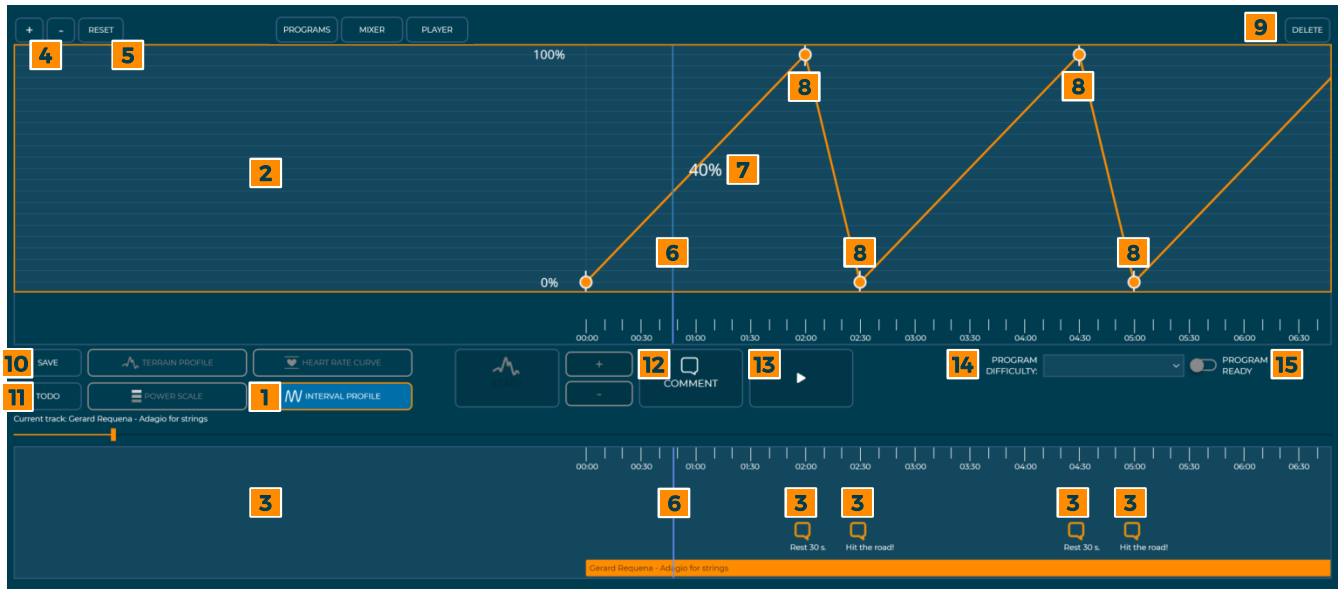 + - RESET PROGRAMS MIXER PLAYER 9 DELETE
4 5
100%
8 8
2 40% 7
6 8 8
0%
00:00 00:30 01:00 01:30 02:00 02:30 03:00 03:30 04:00 04:30 05:00 05:30 06:00 06:30
10 SAVE TERRAIN PROFILE HEART RATE CURVE + 12 COMMENT 13 14 PROGRAM DIFFICULTY: PROGRAM READY 15
11 TODO POWER SCALE 1 INTERVAL PROFILE -
Current track: Gerard Requena - Adagio for strings
00:00 00:30 01:00 01:30 02:00 02:30 03:00 03:30 04:00 04:30 05:00 05:30 06:00 06:30
3 6 3 3 3 3
Rest 30 s. Hit the road! Rest 30 s. Hit the road!
Gerard Requena - Adagio for strings